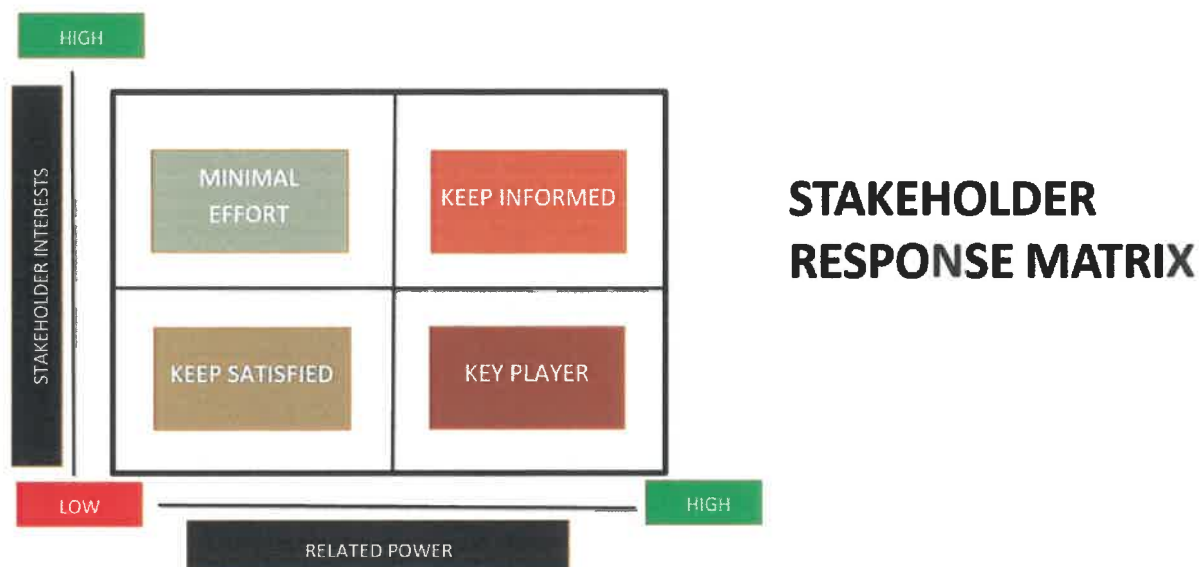 HIGH
STAKEHOLDER INTERESTS
MINIMAL
EFFORT
KEEP INFORMED
KEEP SATISFIED
KEY PLAYER
LOW
HIGH
RELATED POWER
STAKEHOLDER
RESPONSE MATRIX